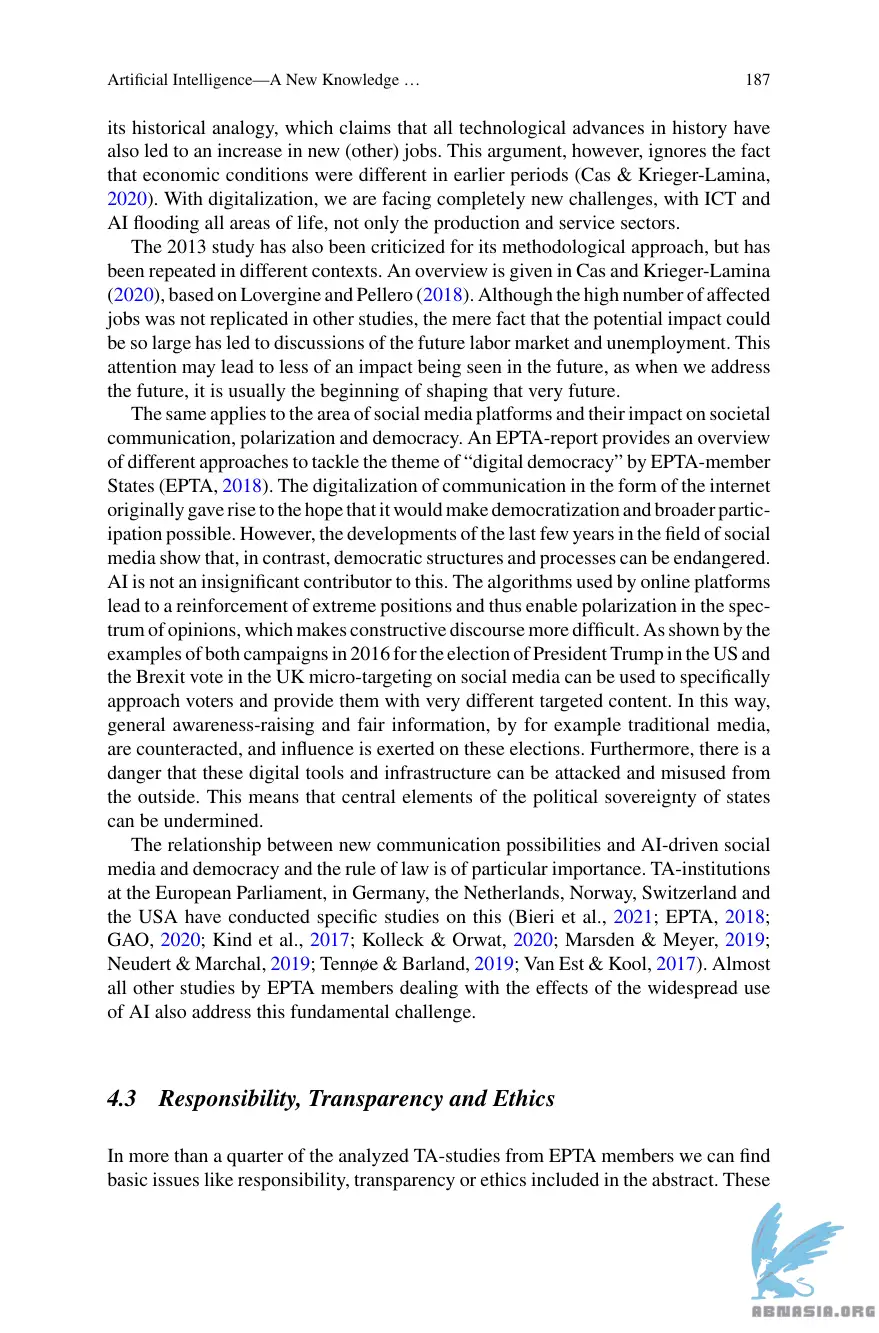 Artificial Intelligence—A New Knowledge … 187
its historical analogy, which claims that all technological advances in history have
also led to an increase in new (other) jobs. This argument, however, ignores the fact
that economic conditions were different in earlier periods (Cas & Krieger-Lamina,
2020). With digitalization, we are facing completely new challenges, with ICT and
AI flooding all areas of life, not only the production and service sectors.
The 2013 study has also been criticized for its methodological approach, but has
been repeated in different contexts. An overview is given in Cas and Krieger-Lamina
(2020), based on Lovergine and Pellero (2018). Although the high number of affected
jobs was not replicated in other studies, the mere fact that the potential impact could
be so large has led to discussions of the future labor market and unemployment. This
attention may lead to less of an impact being seen in the future, as when we address
the future, it is usually the beginning of shaping that very future.
The same applies to the area of social media platforms and their impact on societal
communication, polarization and democracy. An EPTA-report provides an overview
of different approaches to tackle the theme of “digital democracy” by EPTA-member
States (EPTA, 2018). The digitalization of communication in the form of the internet
originally gave rise to the hope that it would make democratization and broader partic-
ipation possible. However, the developments of the last few years in the field of social
media show that, in contrast, democratic structures and processes can be endangered.
AI is not an insignificant contributor to this. The algorithms used by online platforms
lead to a reinforcement of extreme positions and thus enable polarization in the spec-
trum of opinions, which makes constructive discourse more difficult. As shown by the
examples of both campaigns in 2016 for the election of President Trump in the US and
the Brexit vote in the UK micro-targeting on social media can be used to specifically
approach voters and provide them with very different targeted content. In this way,
general awareness-raising and fair information, by for example traditional media,
are counteracted, and influence is exerted on these elections. Furthermore, there is a
danger that these digital tools and infrastructure can be attacked and misused from
the outside. This means that central elements of the political sovereignty of states
can be undermined.
The relationship between new communication possibilities and AI-driven social
media and democracy and the rule of law is of particular importance. TA-institutions
at the European Parliament, in Germany, the Netherlands, Norway, Switzerland and
the USA have conducted specific studies on this (Bieri et al., 2021; EPTA, 2018;
GAO, 2020; Kind et al., 2017; Kolleck & Orwat, 2020; Marsden & Meyer, 2019;
Neudert & Marchal, 2019; Tennøe & Barland, 2019; Van Est & Kool, 2017). Almost
all other studies by EPTA members dealing with the effects of the widespread use
of AI also address this fundamental challenge.
4.3 Responsibility, Transparency and Ethics
In more than a quarter of the analyzed TA-studies from EPTA members we can find
basic issues like responsibility, transparency or ethics included in the abstract. These
ABNASIA.ORG